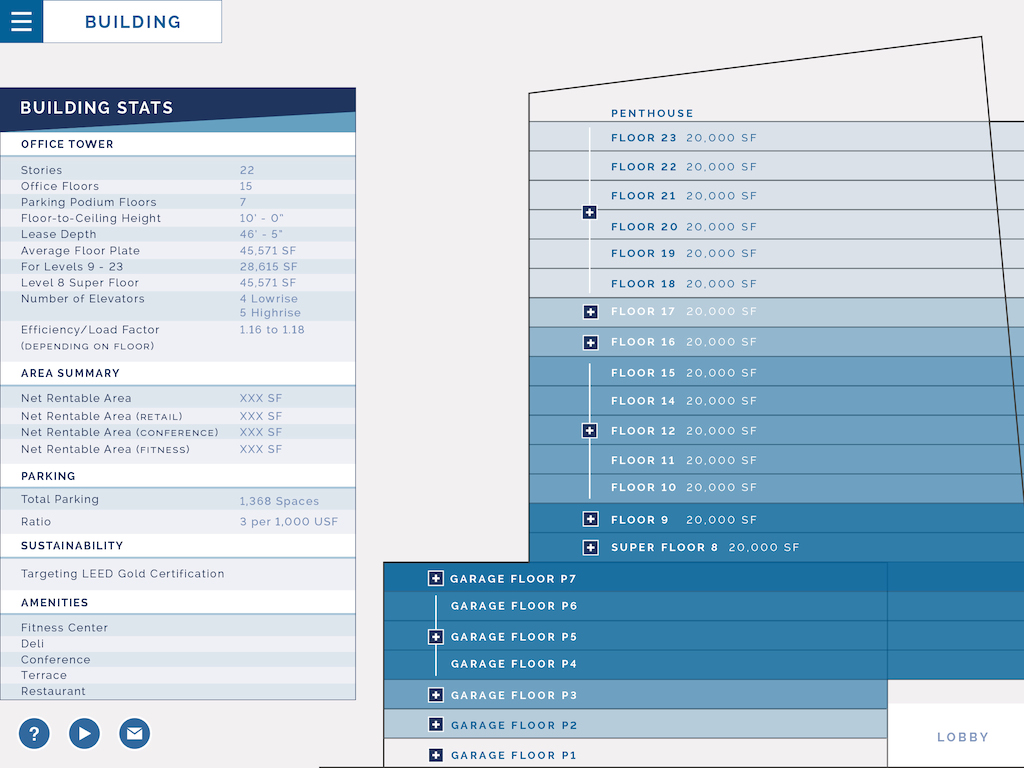 BUILDING
BUILDING STATS
OFFICE TOWER
Stories 22
Office Floors 15
Parking Podium Floors 7
Floor-to-Ceiling Height 10' - 0"
Lease Depth 46' - 5"
Average Floor Plate 45,571 SF
For Levels 9 - 23 28,615 SF
Level 8 Super Floor 45,571 SF
Number of Elevators 4 Lowrise
5 Highrise
Efficiency/Load Factor 1.16 to 1.18
(DEPENDING ON FLOOR)
AREA SUMMARY
Net Rentable Area XXX SF
Net Rentable Area (RETAIL) XXX SF
Net Rentable Area (CONFERENCE) XXX SF
Net Rentable Area (FITNESS) XXX SF
PARKING
Total Parking 1,368 Spaces
Ratio 3 per 1,000 USF
SUSTAINABILITY
Targeting LEED Gold Certification
AMENITIES
Fitness Center
Deli
Conference
Terrace
Restaurant
?
PENTHOUSE
FLOOR 23 20,000 SF
FLOOR 22 20,000 SF
FLOOR 21 20,000 SF
FLOOR 20 20,000 SF
FLOOR 19 20,000 SF
FLOOR 18 20,000 SF
FLOOR 17 20,000 SF
FLOOR 16 20,000 SF
FLOOR 15 20,000 SF
FLOOR 14 20,000 SF
FLOOR 12 20,000 SF
FLOOR 11 20,000 SF
FLOOR 10 20,000 SF
FLOOR 9 20,000 SF
SUPER FLOOR 8 20,000 SF
GARAGE FLOOR P7
GARAGE FLOOR P6
GARAGE FLOOR P5
GARAGE FLOOR P4
GARAGE FLOOR P3
GARAGE FLOOR P2
GARAGE FLOOR P1
LOBBY